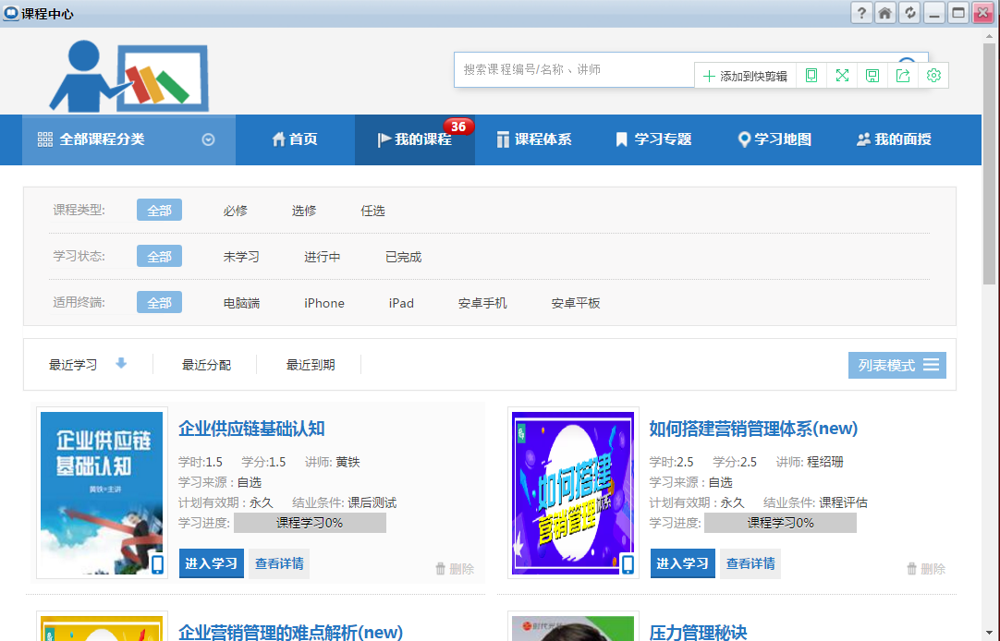 课程中心
搜索课程编号/名称、讲师
添加到快剪辑
全部课程分类
首页
我的课程
36
课程体系
学习专题
学习地图
我的面授
课程类型: 全部 必修 选修 任选
学习状态: 全部 未学习 进行中 已完成
适用终端: 全部 电脑端 iPhone iPad 安卓手机 安卓平板
最近学习 最近分配 最近到期 列表模式
企业供应链
基础认知
黄铁•主讲
企业供应链基础认知
学时:1.5 学分:1.5 讲师: 黄铁
学习来源 : 自选
计划有效期 : 永久 结业条件: 课后测试
学习进度: 课程学习0%
进入学习 查看详情 删除
如何搭建
营销管理体系
如何搭建营销管理体系(new)
学时:2.5 学分:2.5 讲师: 程绍珊
学习来源 : 自选
计划有效期 : 永久 结业条件: 课程评估
学习进度: 课程学习0%
进入学习 查看详情 删除
企业营销管理的难点解析(new)
时代光华
压力管理秘诀